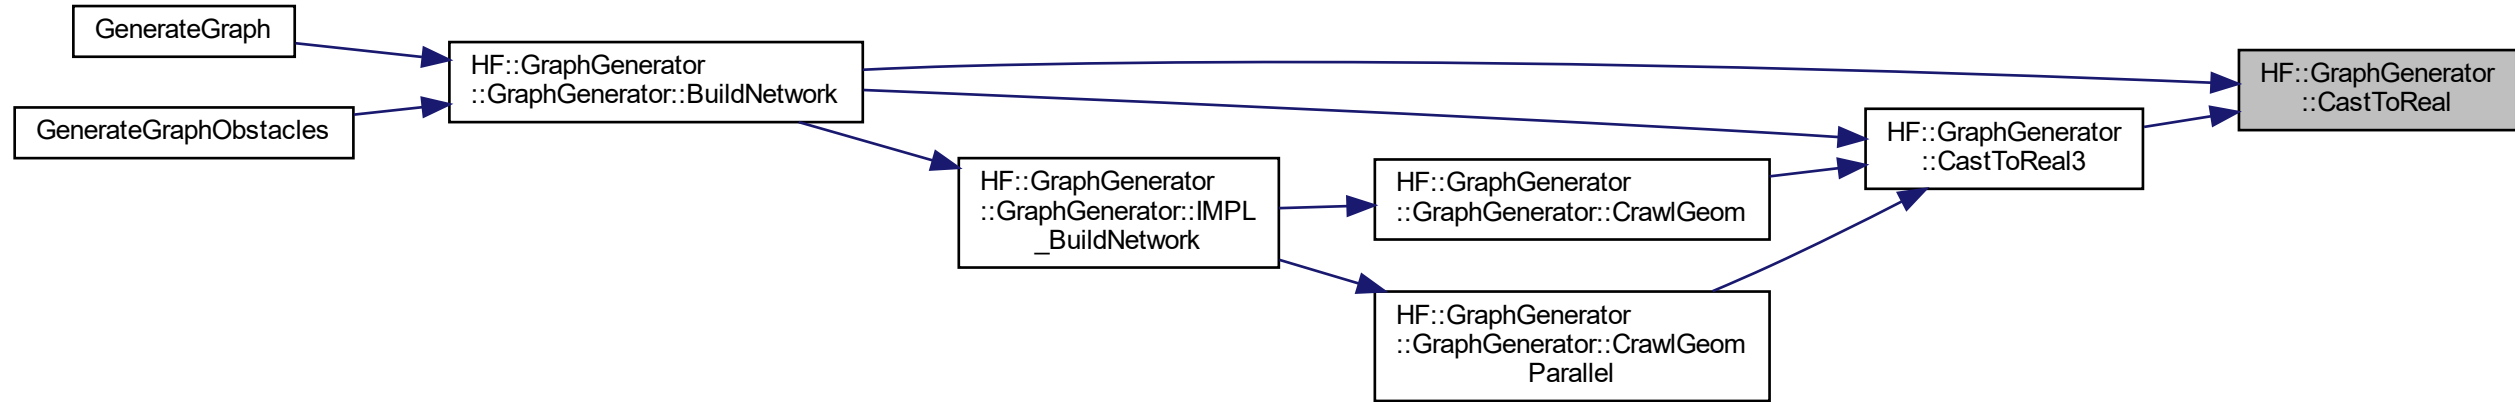 GenerateGraph
GenerateGraphObstacles
HF::GraphGenerator
::GraphGenerator::BuildNetwork
HF::GraphGenerator
::GraphGenerator::IMPL
_BuildNetwork
HF::GraphGenerator
::GraphGenerator::CrawlGeom
HF::GraphGenerator
::GraphGenerator::CrawlGeom
Parallel
HF::GraphGenerator
::CastToReal3
HF::GraphGenerator
::CastToReal